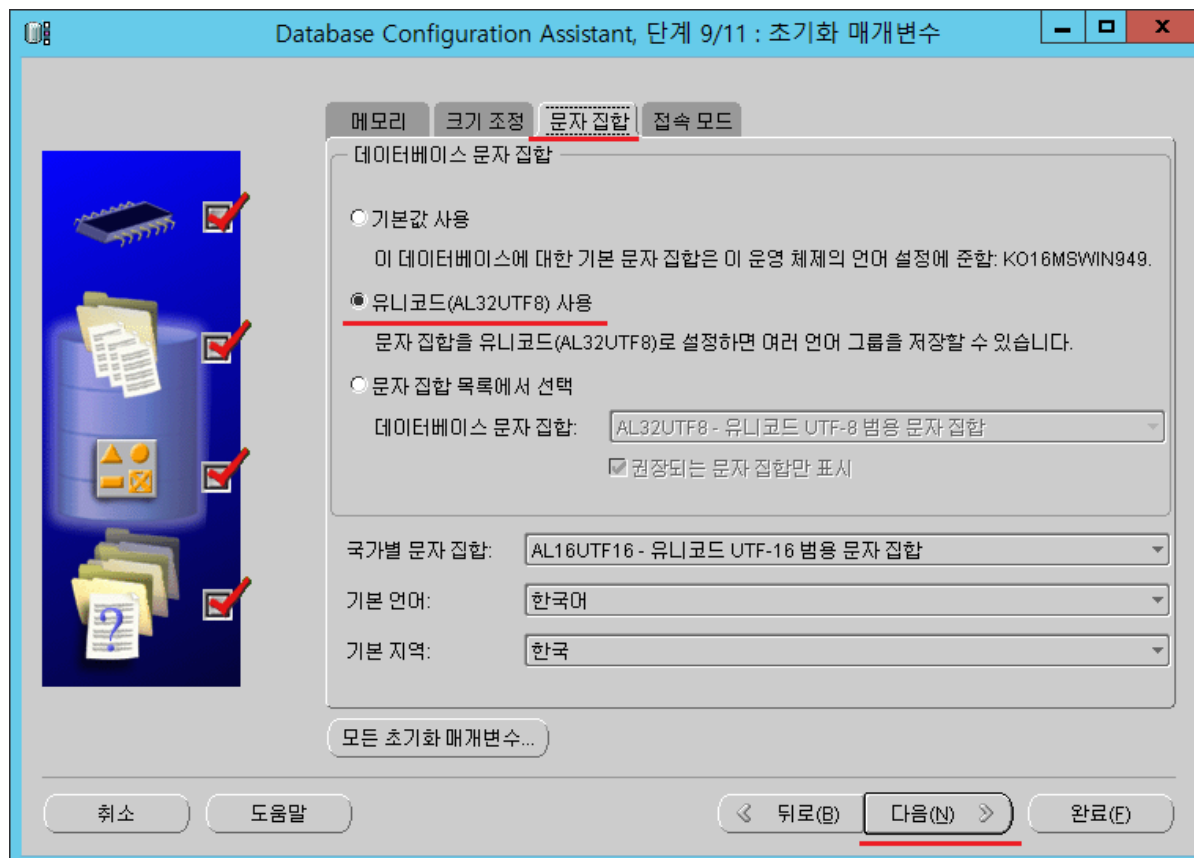 Database Configuration Assistant, 단계 9/11 : 초기화 매개변수
메모리 크기 조정 문자 집합 접속 모드
데이터베이스 문자 집합
기본값 사용
이 데이터베이스에 대한 기본 문자 집합은 이 운영 체제의 언어 설정에 준함: KO16MSWIN949.
유니코드(AL32UTF8) 사용
문자 집합을 유니코드(AL32UTF8)로 설정하면 여러 언어 그룹을 저장할 수 있습니다.
문자 집합 목록에서 선택
데이터베이스 문자 집합: AL32UTF8 - 유니코드 UTF-8 범용 문자 집합
권장되는 문자 집합만 표시
국가별 문자 집합: AL16UTF16 - 유니코드 UTF-16 범용 문자 집합
기본 언어: 한국어
기본 지역: 한국
모든 초기화 매개변수...
취소 도움말 뒤로(B) 다음(N) 완료(F)